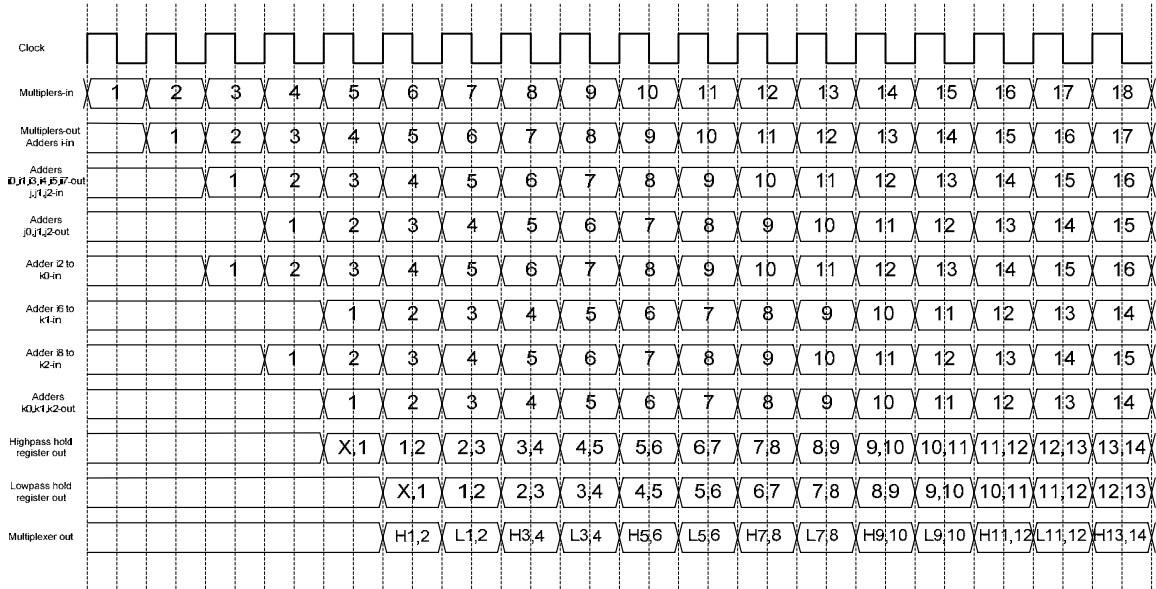 Clock
Multiplers-in 1 2 3 4 5 6 7 8 9 10 11 12 13 14 15 16 17 18
Multiplers-out
Adders i-in 1 2 3 4 5 6 7 8 9 10 11 12 13 14 15 16 17
Adders
i0,i1,i3,i4,i5,i7-out
j,j1,j2-in 1 2 3 4 5 6 7 8 9 10 11 12 13 14 15 16
Adders
j0,j1,j2-out 1 2 3 4 5 6 7 8 9 10 11 12 13 14 15
Adder i2 to
k0-in 1 2 3 4 5 6 7 8 9 10 11 12 13 14 15 16
Adder i6 to
k1-in 1 2 3 4 5 6 7 8 9 10 11 12 13 14
Adder i8 to
k2-in 1 2 3 4 5 6 7 8 9 10 11 12 13 14 15
Adders
k0,k1,k2-out 1 2 3 4 5 6 7 8 9 10 11 12 13 14
Highpass hold
register out X,1 1,2 2,3 3,4 4,5 5,6 6,7 7,8 8,9 9,10 10,11 11,12 12,13 13,14
Lowpass hold
register out X,1 1,2 2,3 3,4 4,5 5,6 6,7 7,8 8,9 9,10 10,11 11,12 12,13
Multiplexer out H1,2 L1,2 H3,4 L3,4 H5,6 L5,6 H7,8 L7,8 H9,10 L9,10 H11,12 L11,12 H13,14